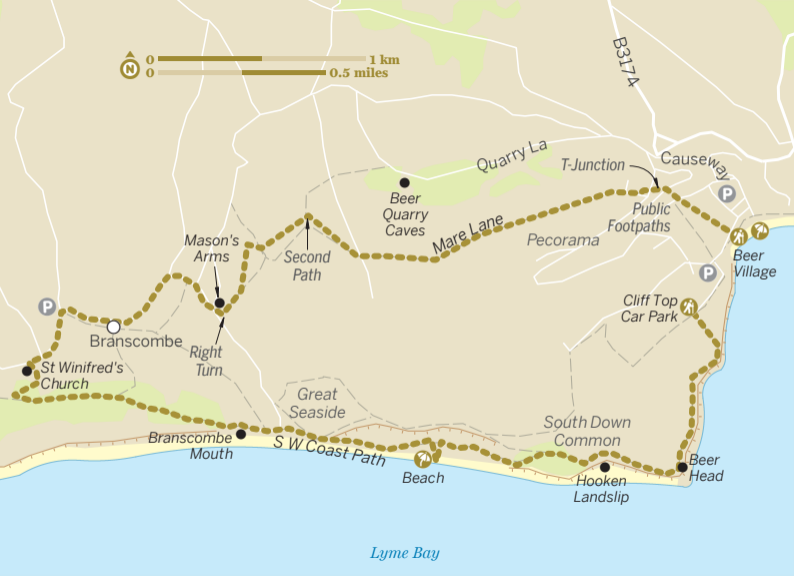 B3174
N
0
1 km
0
0.5 miles
Quarry La
T-Junction
Causeway
P
Beer
Quarry
Caves
Public
Footpaths
Mare Lane
Pecorama
Mason's
Arms
Second
Path
Beer
Village
P
Cliff Top
Car Park
P
Branscombe
Right
Turn
St Winifred's
Church
Great
Seaside
South Down
Common
Branscombe
Mouth
S W Coast Path
Beach
Beer
Head
Hooken
Landslip
Lyme Bay